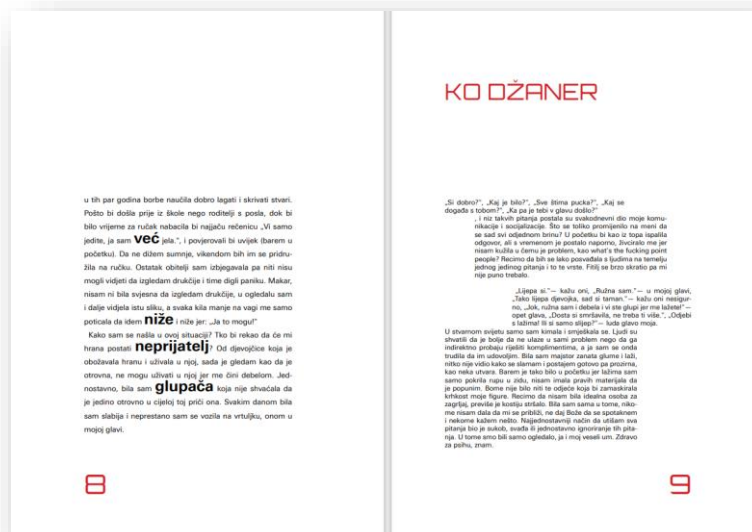 u tih par godina borbe naučila dobro lagati i skrivati stvari.
Pošto bi došla prije iz škole nego roditelji s posla, dok bi
bilo vrijeme za ručak nabacila bi najjaču rečenicu „Vi samo
jedite, ja sam već jela.", i povjerovali bi uvijek (barem u
početku). Da ne dižem sumnje, vikendom bih im se pridru-
žila na ručku. Ostatak obitelji sam izbjegavala pa niti nisu
mogli vidjeti da izgledam drukčije i time digli paniku. Makar,
nisam ni bila svjesna da izgledam drukčije, u ogledalu sam
i dalje vidjela istu sliku, a svaka kila manje na vagi me samo
poticala da idem niže i niže jer: „Ja to mogu!"
Kako sam se našla u ovoj situaciji? Tko bi rekao da će mi
hrana postati neprijatelj? Od djevojčice koja je
obožavala hranu i uživala u njoj, sada je gledam kao da je
otrovna, ne mogu uživati u njoj jer me čini debelom. Jed-
nostavno, bila sam glupača koja nije shvaćala da
je jedino otrovno u cijeloj toj priči ona. Svakim danom bila
sam slabija i neprestano sam se vozila na vrtuljku, onom u
mojoj glavi.
8
KO DŽANER
„Si dobro?", „Kaj je bilo?", „Sve štima pucka?", „Kaj se
događa s tobom?", „Ka pa je tebi v glavu došlo?"
, i niz takvih pitanja postala su svakodnevni dio moje komu-
nikacije i socijalizacije. Što se toliko promijenilo na meni da
se sad svi odjednom brinu? U početku bi kao iz topa ispalila
odgovor, ali s vremenom je postalo naporno, živciralo me jer
nisam kužila u čemu je problem, kao what's the fucking point
people? Recimo da bih se lako posvađala s ljudima na temelju
jednog jedinog pitanja i to te vrste. Fitilj se brzo skratio pa mi
nije puno trebalo.
„Lijepa si."— kažu oni, „Ružna sam."— u mojoj glavi,
„Tako lijepa djevojka, sad si taman."— kažu oni nesigur-
no, „Jok, ružna sam i debela i vi ste glupi jer me lažete!"—
opet glava, „Dosta si smršavila, ne treba ti više.", „Odjebi
s lažima! Ili si samo slijep?"— luda glavo moja.
U stvarnom svijetu samo sam kimala i smješkala se. Ljudi su
shvatili da je bolje da ne ulaze u sami problem nego da ga
indirektno probaju riješiti komplimentima, a ja sam se onda
trudila da im udovoljim. Bila sam majstor zanata glume i laži,
nitko nije vidio kako se slamam i postajem gotovo pa prozirna,
kao neka utvara. Barem je tako bilo u početku jer lažima sam
samo pokrila rupu u zidu, nisam imala pravih materijala da
je popunim. Bome nije bilo niti te odjeće koja bi zamaskirala
krhkost moje figure. Recimo da nisam bila idealna osoba za
zagrljaj, previše je kostiju stršalo. Bila sam sama u tome, niko-
me nisam dala da mi se približi, ne daj Bože da se spotaknem
i nekome kažem nešto. Najjednostavniji način da utišam sva
pitanja bio je sukob, svađa ili jednostavno ignoriranje tih pita-
nja. U tome smo bili samo ogledalo, ja i moj veseli um. Zdravo
za psihu, znam.
9